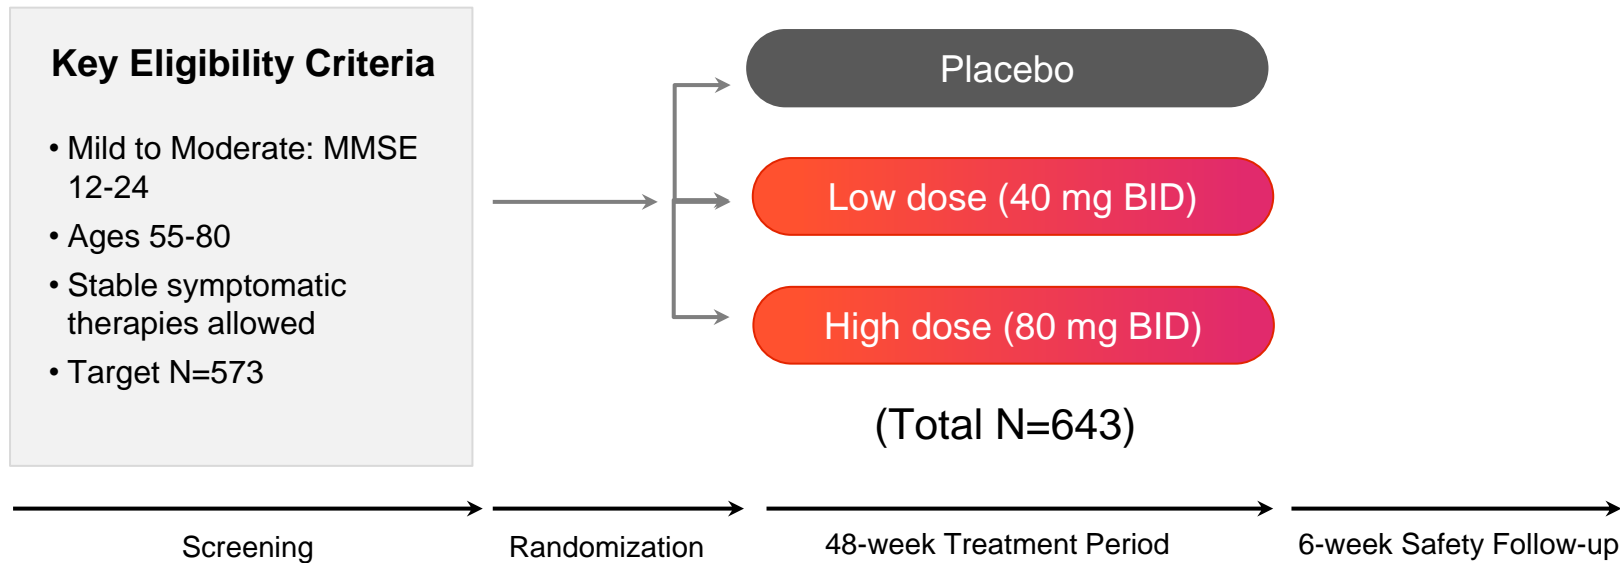 Key Eligibility Criteria
• Mild to Moderate: MMSE
12-24
• Ages 55-80
• Stable symptomatic
therapies allowed
• Target N=573
Placebo
Low dose (40 mg BID)
High dose (80 mg BID)
(Total N=643)
Screening
Randomization
48-week Treatment Period
6-week Safety Follow-up